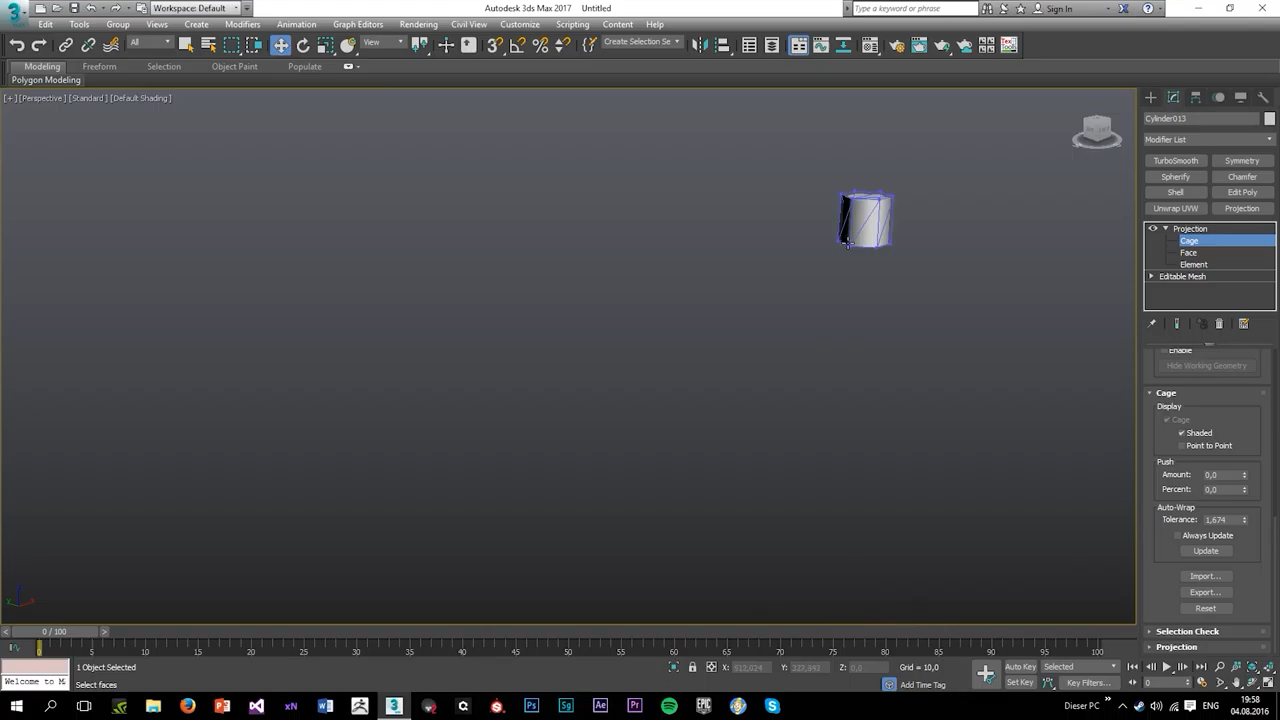 Autodesk 3ds Max 2017 Untitled
Workspace: Default
Type a keyword or phrase
Sign In
Edit Tools Group Views Create Modifiers Animation Graph Editors Rendering Civil View Customize Scripting Content Help
All
View
Create Selection Se
Modeling Freeform Selection Object Paint Populate
Polygon Modeling
[+] [Perspective] [Standard] [Default Shading]
Cylinder013
Modifier List
TurboSmooth Symmetry
Spherify Chamfer
Shell Edit Poly
Unwrap UVW Projection
Projection
Cage
Face
Element
Editable Mesh
Enable
Hide Working Geometry
Cage
Display
Cage
Shaded
Point to Point
Push
Amount: 0,0
Percent: 0,0
Auto-Wrap
Tolerance: 1,674
Always Update
Update
Import...
Export...
Reset
Selection Check
Projection
0 / 100
0 5 10 15 20 25 30 35 40 45 50 55 60 65 70 75 80 85 90 95 100
1 Object Selected
Z: 0,0
Grid = 10,0
Auto Key Selected
Welcome to M
Select faces
Add Time Tag
Set Key Key Filters...
0
Dieser PC
ENG
19:58
04.08.2016